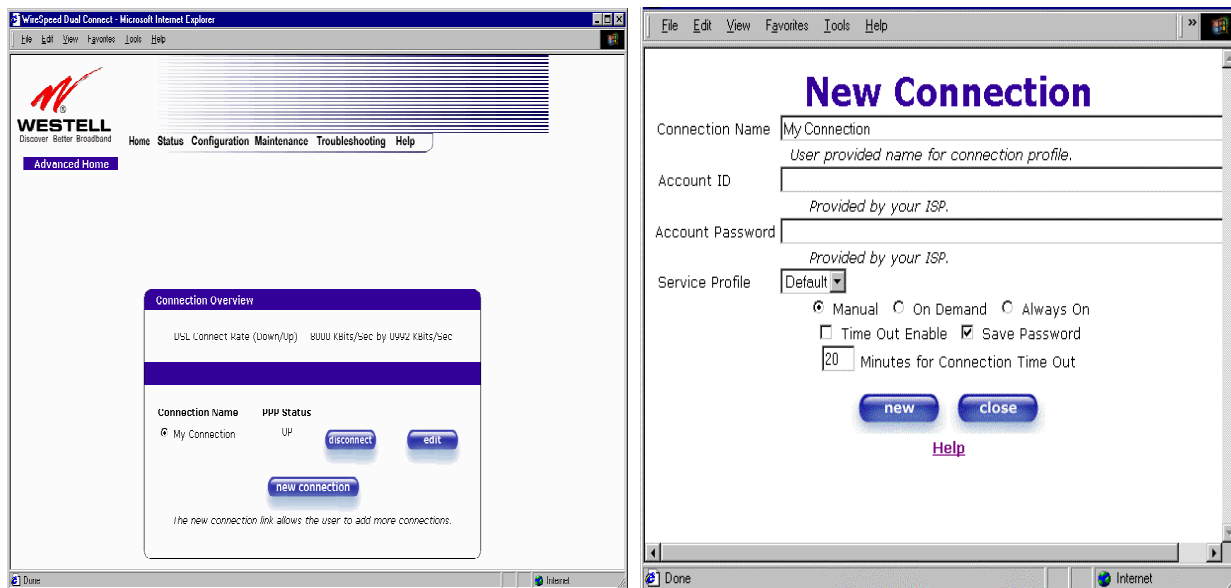 WireSpeed Dual Connect - Microsoft Internet Explorer
File Edit View Favorites Tools Help
WESTELL
®
Discover Better Broadband
Home Status Configuration Maintenance Troubleshooting Help
Advanced Home
Connection Overview
DSL Connect Rate (Down/Up) 8000 KBits/Sec by 0992 KBits/Sec
Connection Name PPP Status
My Connection UP disconnect edit
new connection
The new connection link allows the user to add more connections.
Done Internet
File Edit View Favorites Tools Help »
New Connection
Connection Name My Connection
User provided name for connection profile.
Account ID
Provided by your ISP.
Account Password
Provided by your ISP.
Service Profile Default
Manual On Demand Always On
Time Out Enable Save Password
20 Minutes for Connection Time Out
new close
Help
Done Internet